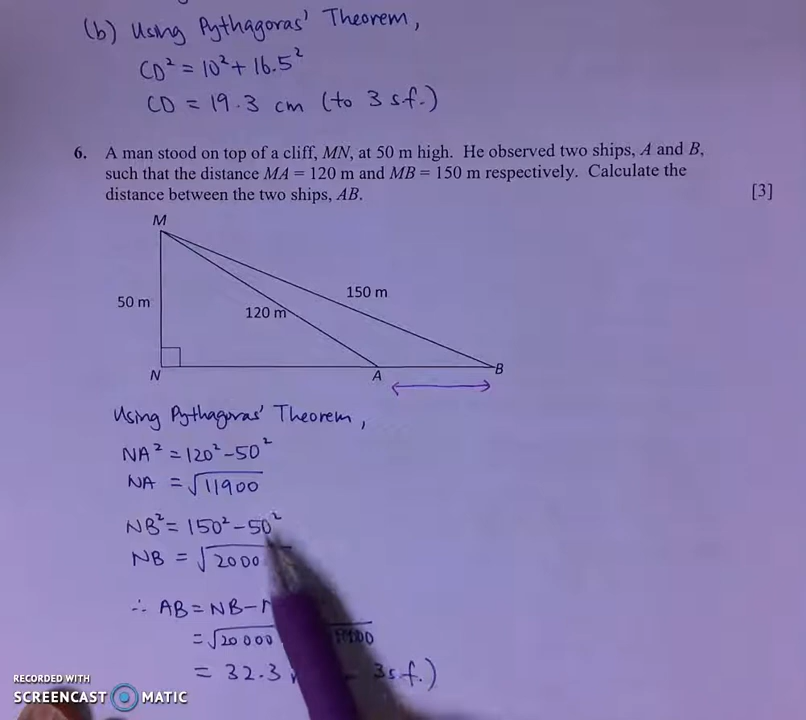 (b) Using Pythagoras' Theorem,
CD² = 10² + 16.5²
CD = 19.3 cm (to 3 s.f.)
6. A man stood on top of a cliff, MN, at 50 m high. He observed two ships, A and B,
such that the distance MA = 120 m and MB = 150 m respectively. Calculate the
distance between the two ships, AB. [3]
M
50 m
120 m
150 m
N
A
B
Using Pythagoras' Theorem,
NA² = 120² - 50²
NA = √11900
NB² = 150² - 50²
NB = √2000
∴ AB = NB -
= √20000
= 32.3 3 s.f.)
RECORDED WITH
SCREENCAST MATIC